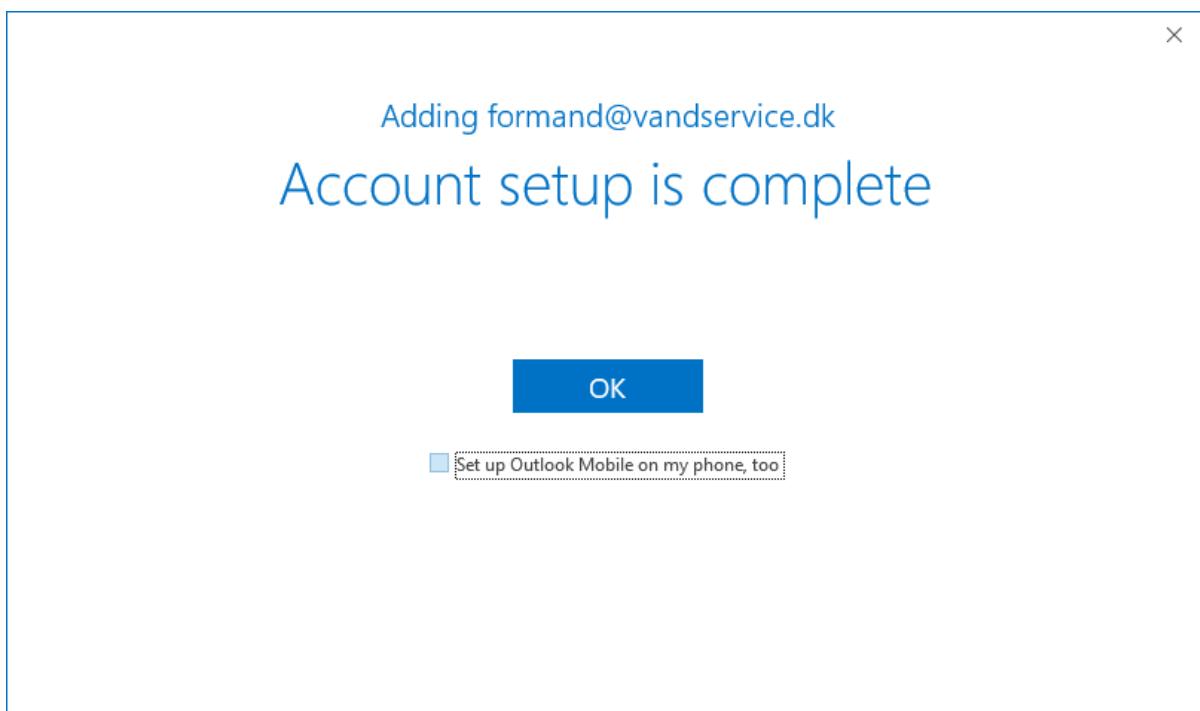 Adding formand@vandservice.dk
Account setup is complete
OK
Set up Outlook Mobile on my phone, too